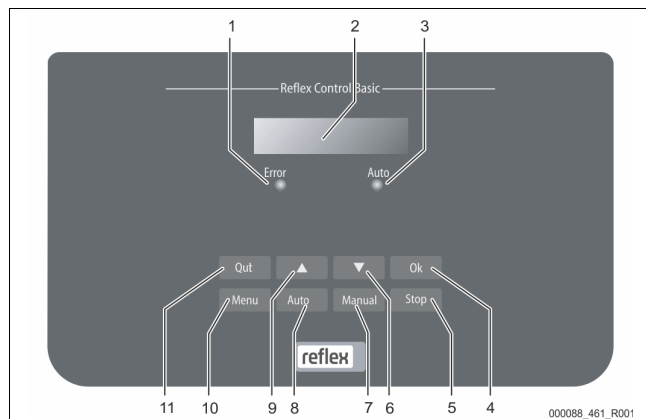 1 2 3
Reflex Control Basic
Error Auto
Qut ▲ ▼ Ok
Menu Auto Manual Stop
reflex
11 10 9 8 7 6 5 4
000088_461_R001